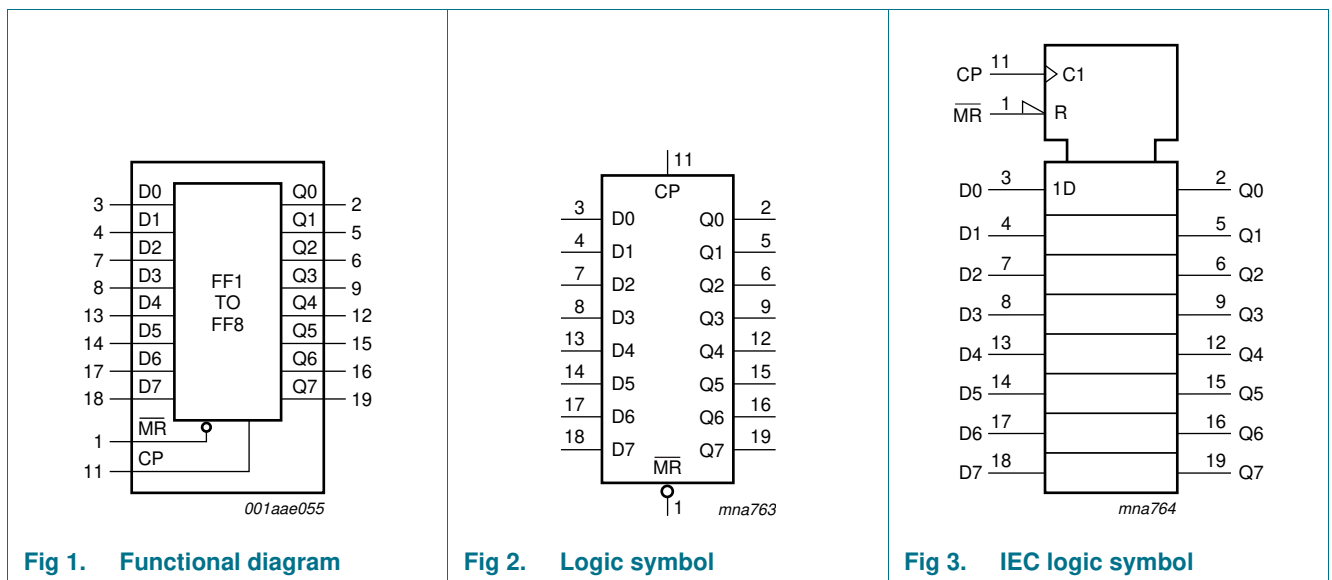 D0 Q0
3 2
D1 Q1
4 5
D2 Q2
7 6
D3 Q3
8 9
D4 Q4
13 12
D5 Q5
14 15
D6 Q6
17 16
D7 Q7
18 19
FF1
TO
FF8
M̅R̅
1
CP
11
001aae055
Fig 1. Functional diagram
11
CP
3 D0 Q0 2
4 D1 Q1 5
7 D2 Q2 6
8 D3 Q3 9
13 D4 Q4 12
14 D5 Q5 15
17 D6 Q6 16
18 D7 Q7 19
M̅R̅
1
mna763
Fig 2. Logic symbol
CP 11 C1
M̅R̅ 1 R
D0 3 1D 2 Q0
D1 4 5 Q1
D2 7 6 Q2
D3 8 9 Q3
D4 13 12 Q4
D5 14 15 Q5
D6 17 16 Q6
D7 18 19 Q7
mna764
Fig 3. IEC logic symbol